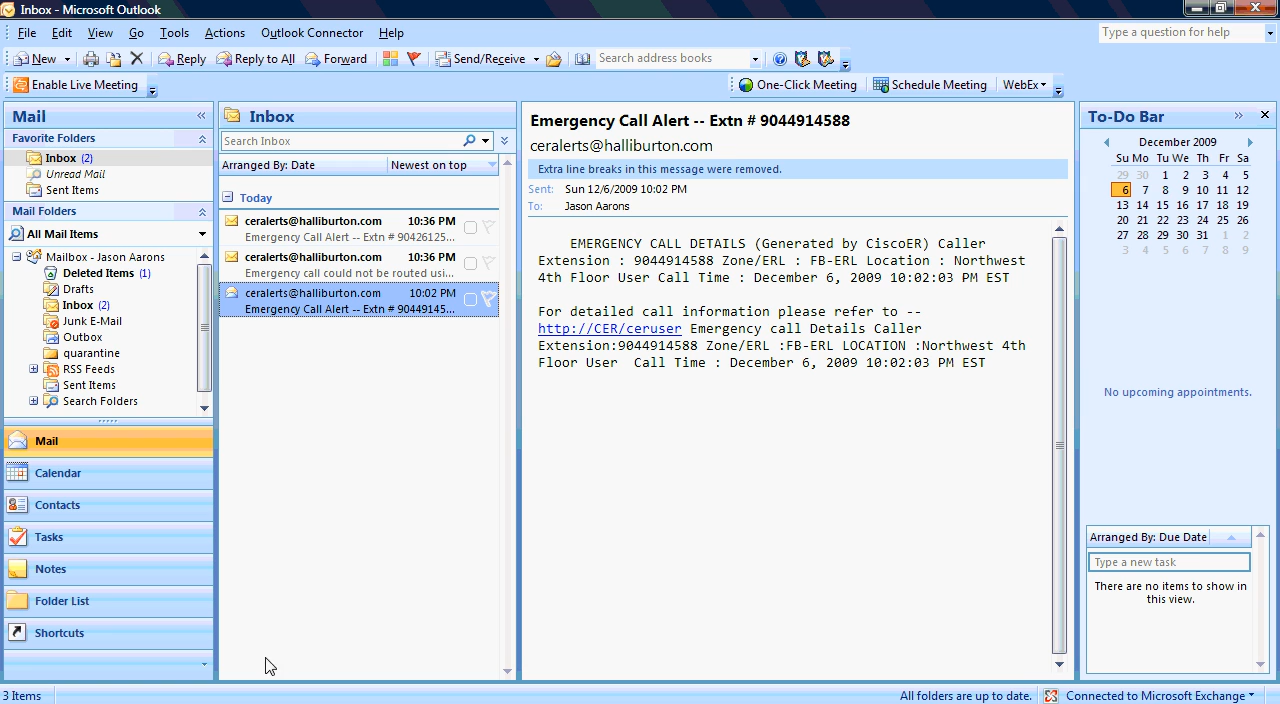 Inbox - Microsoft Outlook
File Edit View Go Tools Actions Outlook Connector Help
Type a question for help
New Reply Reply to All Forward Send/Receive Search address books
Enable Live Meeting
One-Click Meeting Schedule Meeting WebEx
Mail
Favorite Folders
Inbox (2)
Unread Mail
Sent Items
Mail Folders
All Mail Items
Mailbox - Jason Aarons
Deleted Items (1)
Drafts
Inbox (2)
Junk E-Mail
Outbox
quarantine
RSS Feeds
Sent Items
Search Folders
Mail
Calendar
Contacts
Tasks
Notes
Folder List
Shortcuts
Inbox
Search Inbox
Arranged By: Date Newest on top
Today
ceralerts@halliburton.com 10:36 PM
Emergency Call Alert -- Extn # 90426125...
ceralerts@halliburton.com 10:36 PM
Emergency call could not be routed usi...
ceralerts@halliburton.com 10:02 PM
Emergency Call Alert -- Extn # 90449145...
Emergency Call Alert -- Extn # 9044914588
ceralerts@halliburton.com
Extra line breaks in this message were removed.
Sent: Sun 12/6/2009 10:02 PM
To: Jason Aarons
EMERGENCY CALL DETAILS (Generated by CiscoER) Caller
Extension : 9044914588 Zone/ERL : FB-ERL Location : Northwest
4th Floor User Call Time : December 6, 2009 10:02:03 PM EST
For detailed call information please refer to --
http://CER/ceruser Emergency call Details Caller
Extension:9044914588 Zone/ERL :FB-ERL LOCATION :Northwest 4th
Floor User Call Time : December 6, 2009 10:02:03 PM EST
To-Do Bar
December 2009
Su Mo Tu We Th Fr Sa
29 30 1 2 3 4 5
6 7 8 9 10 11 12
13 14 15 16 17 18 19
20 21 22 23 24 25 26
27 28 29 30 31 1 2
3 4 5 6 7 8 9
No upcoming appointments.
Arranged By: Due Date
Type a new task
There are no items to show in
this view.
3 Items
All folders are up to date. Connected to Microsoft Exchange